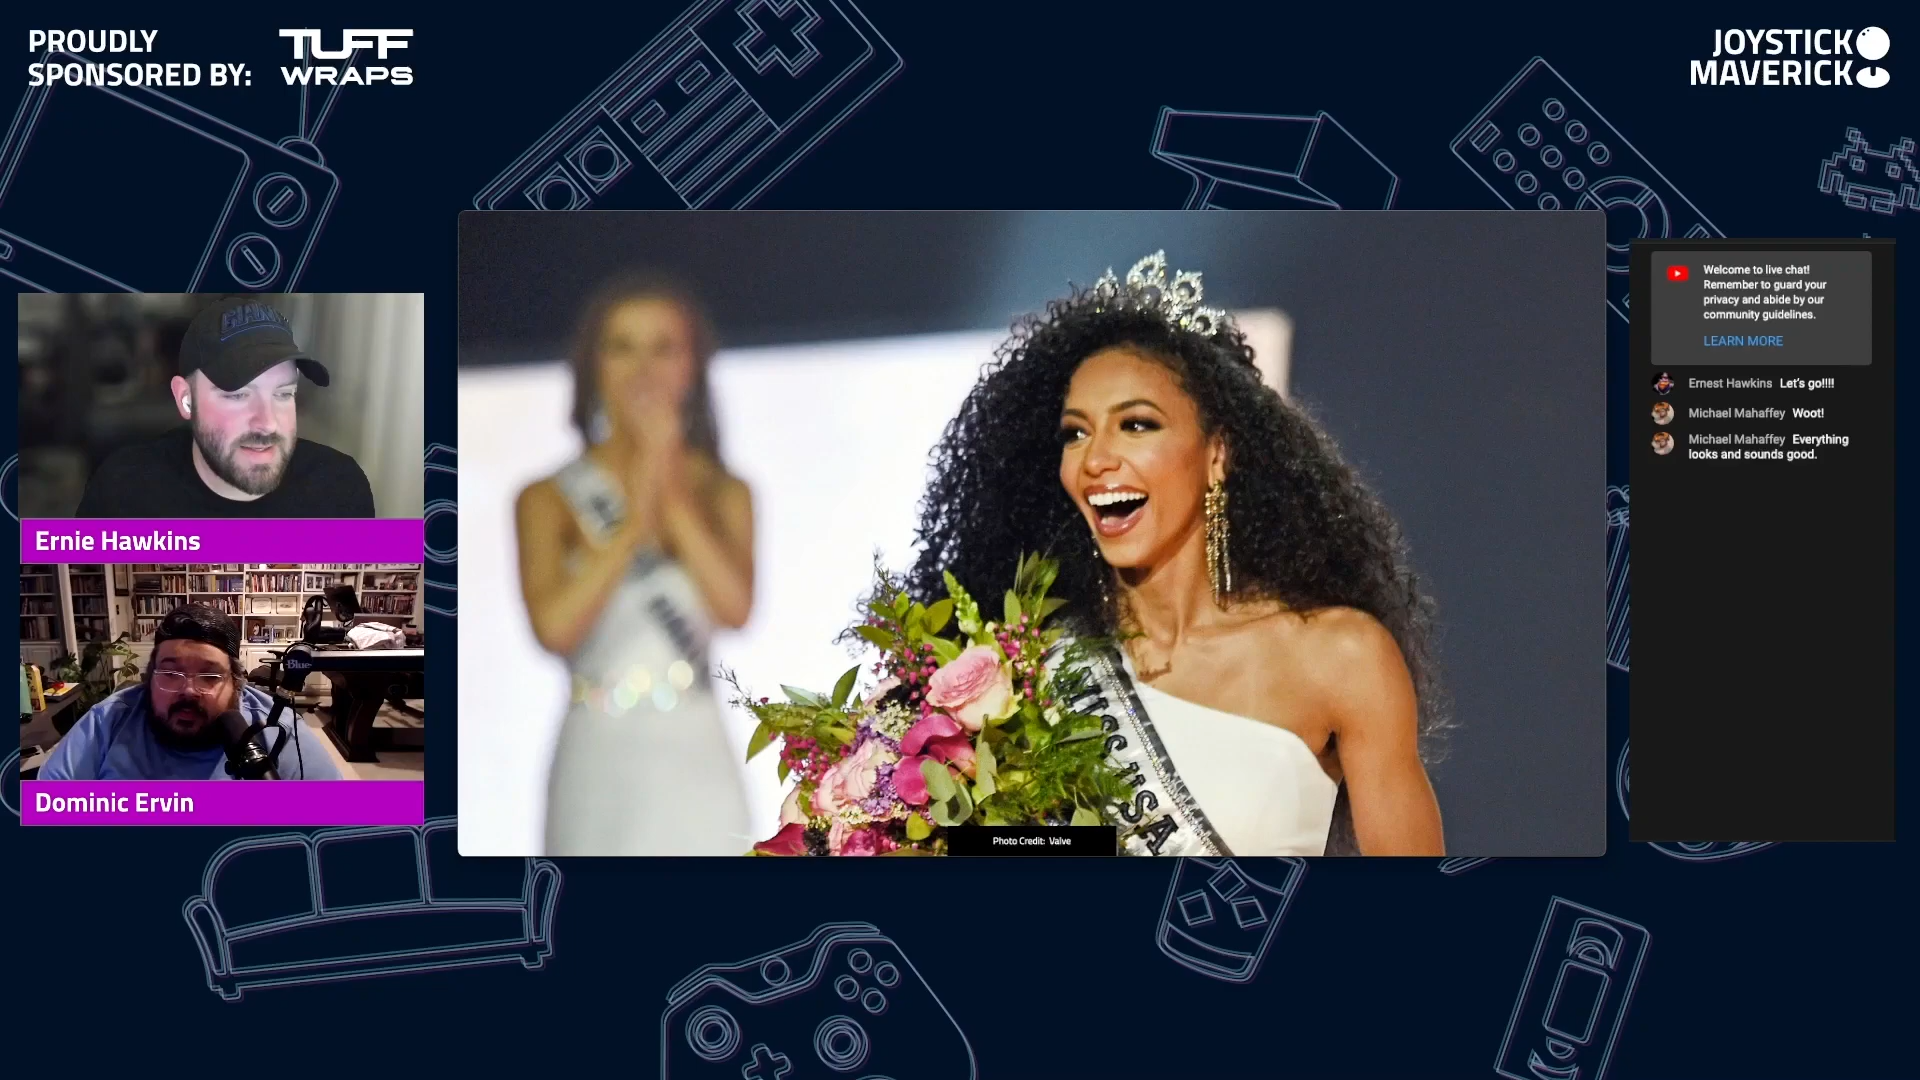 PROUDLY
SPONSORED BY:
TUFF
WRAPS
JOYSTICK
MAVERICK
GIANTS
Ernie Hawkins
Blue
Dominic Ervin
MISS USA
Photo Credit: Valve
Welcome to live chat!
Remember to guard your
privacy and abide by our
community guidelines.
LEARN MORE
Ernest Hawkins Let's go!!!!
Michael Mahaffey Woot!
Michael Mahaffey Everything
looks and sounds good.